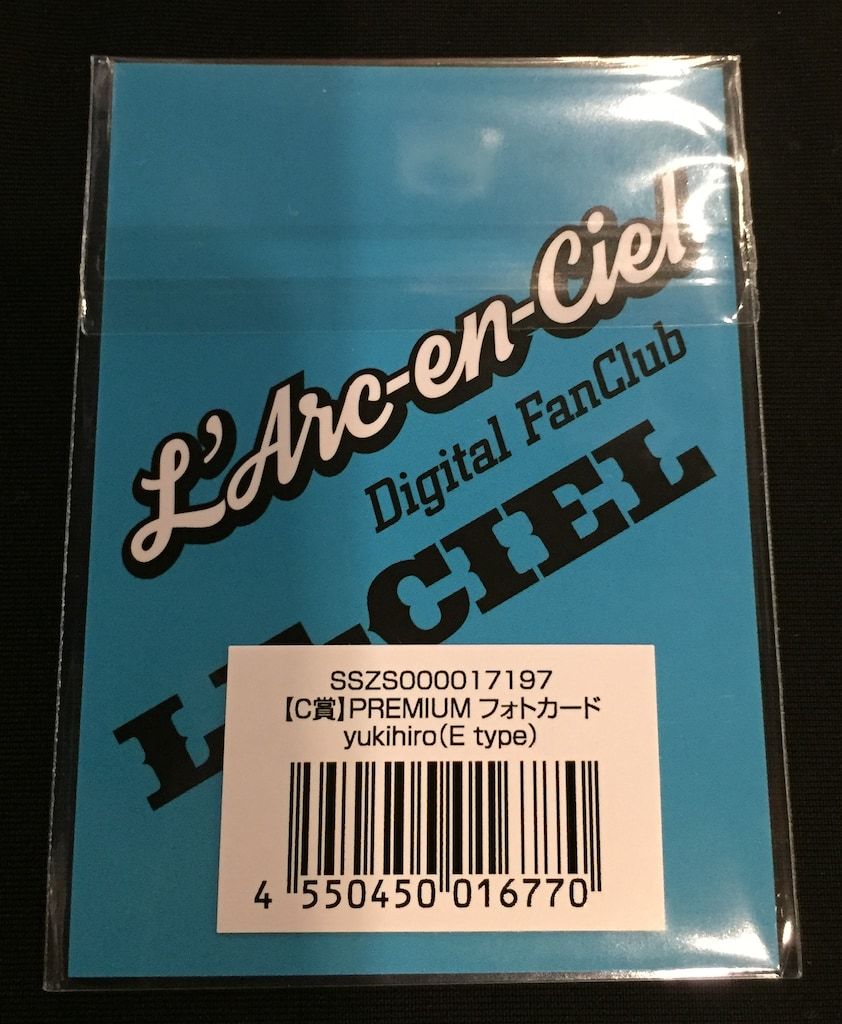 L'Arc-en-Ciel
Digital FanClub
CIEL
SSZS000017197
【C賞】PREMIUM フォトカード
yukihiro(E type)
4 550450 016770